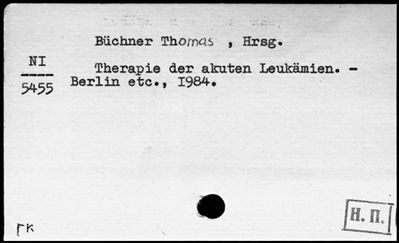 Büchner Thomas , Hrsg.
NI
5455
Therapie der akuten Leukämien. -
Berlin etc., 1984.
гк
Н. П.